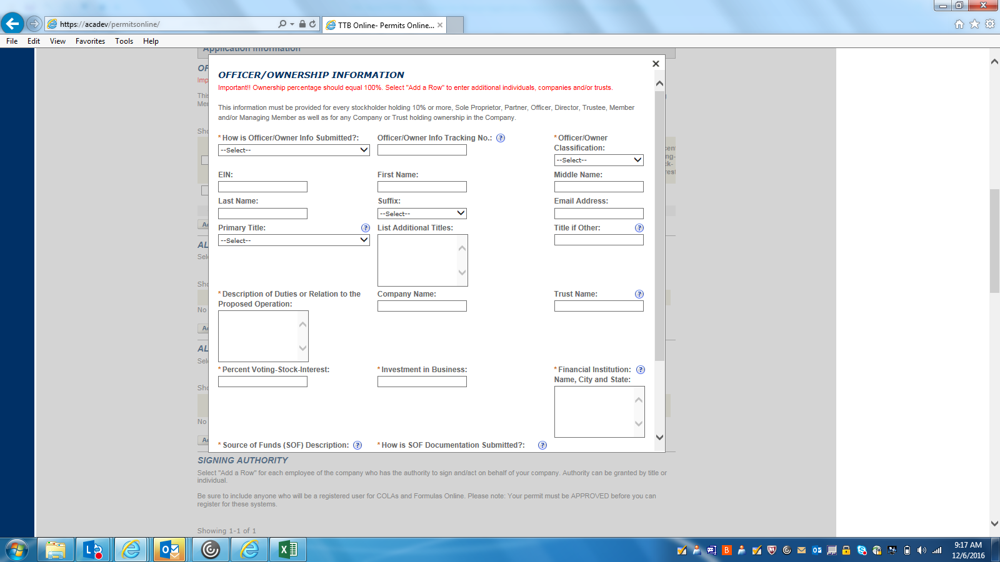 https://acadev/permitsonline/
TTB Online- Permits Online...
File Edit View Favorites Tools Help
Application Information
OFFICER/OWNERSHIP INFORMATION
Important!! Ownership percentage should equal 100%. Select "Add a Row" to enter additional individuals, companies and/or trusts.
This information must be provided for every stockholder holding 10% or more, Sole Proprietor, Partner, Officer, Director, Trustee, Member
and/or Managing Member as well as for any Company or Trust holding ownership in the Company.
* How is Officer/Owner Info Submitted?: Officer/Owner Info Tracking No.: ? * Officer/Owner
Classification:
--Select--
--Select--
EIN: First Name: Middle Name:
Last Name: Suffix: Email Address:
--Select--
Primary Title: ? List Additional Titles: Title if Other: ?
--Select--
* Description of Duties or Relation to the Company Name: Trust Name: ?
Proposed Operation:
* Percent Voting-Stock-Interest: * Investment in Business: * Financial Institution: ?
Name, City and State:
* Source of Funds (SOF) Description: ? * How is SOF Documentation Submitted?: ?
SIGNING AUTHORITY
Select "Add a Row" for each employee of the company who has the authority to sign and/act on behalf of your company. Authority can be granted by title or
individual.
Be sure to include anyone who will be a registered user for COLAs and Formulas Online. Please note: Your permit must be APPROVED before you can
register for these systems.
Showing 1-1 of 1
9:17 AM
12/6/2016